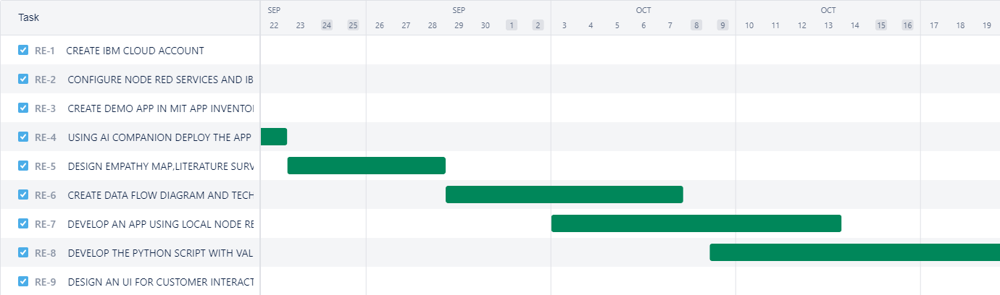 Task SEP SEP OCT OCT
22 23 24 25 26 27 28 29 30 1 2 3 4 5 6 7 8 9 10 11 12 13 14 15 16 17 18 19
RE-1 CREATE IBM CLOUD ACCOUNT
RE-2 CONFIGURE NODE RED SERVICES AND IB
RE-3 CREATE DEMO APP IN MIT APP INVENTO
RE-4 USING AI COMPANION DEPLOY THE APP
RE-5 DESIGN EMPATHY MAP,LITERATURE SURV
RE-6 CREATE DATA FLOW DIAGRAM AND TECH
RE-7 DEVELOP AN APP USING LOCAL NODE RE
RE-8 DEVELOP THE PYTHON SCRIPT WITH VAL
RE-9 DESIGN AN UI FOR CUSTOMER INTERACT